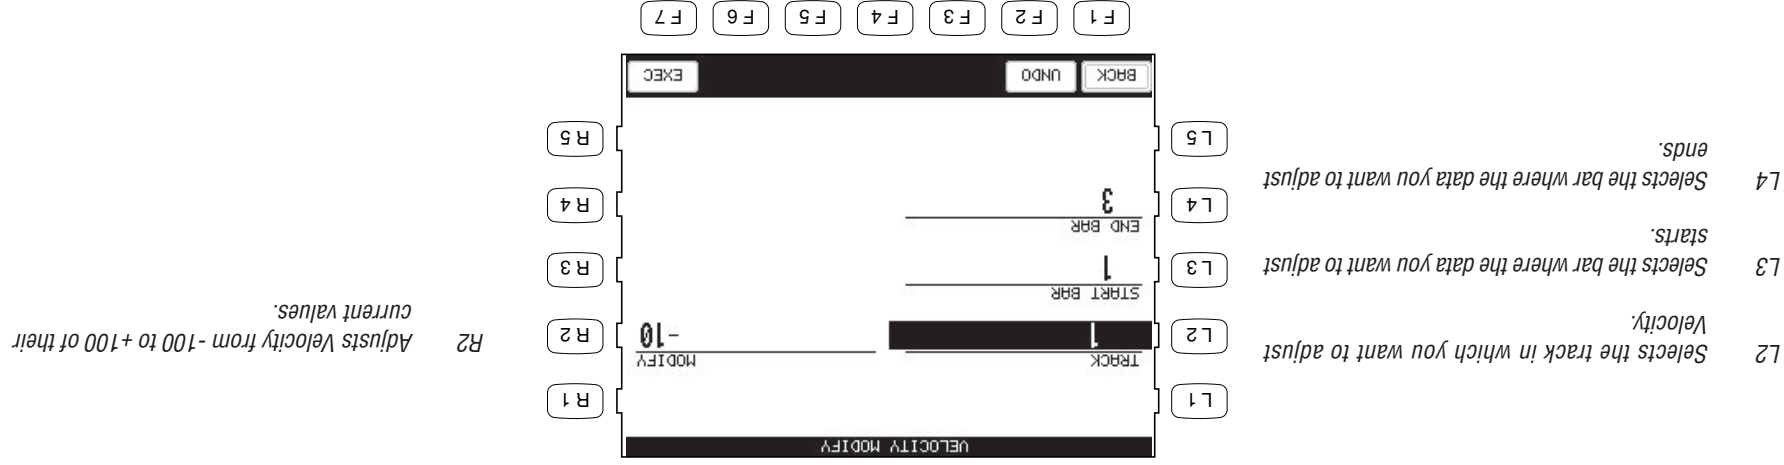 VELOCITY MODIFY
L1
R1
L2 Selects the track in which you want to adjust
Velocity.
L2
TRACK
1
MODIFY
-10
R2
R2 Adjusts Velocity from -100 to +100 of their
current values.
L3 Selects the bar where the data you want to adjust
starts.
L3
START BAR
1
R3
L4 Selects the bar where the data you want to adjust
ends.
L4
END BAR
3
R4
L5
R5
BACK
UNDO
EXEC
F1
F2
F3
F4
F5
F6
F7